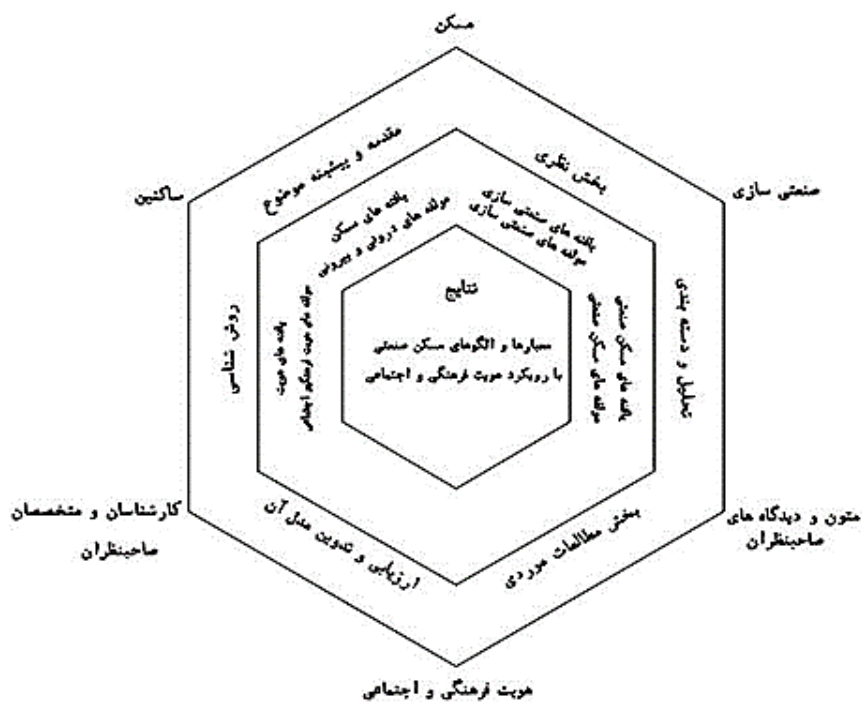 مسکن
صنعتی سازی
ساکنین
مقدمه و پیشینه موضوع
بخش نظری
یافته های مسکن
مولفه های درونی و بیرونی
یافته های صنعتی سازی
مولفه های صنعتی سازی
روش شناسی
یافته های هویت
مولفه های هویت فرهنگی و اجتماعی
نتایج
معیارها و الگوهای مسکن صنعتی
با رویکرد هویت فرهنگی و اجتماعی
یافته های مسکن صنعتی
مولفه های مسکن صنعتی
تحلیل و دسته بندی
ارزیابی و تدوین مدل آن
بخش مطالعات موردی
متون و دیدگاه های
صاحبنظران
کارشناسان و متخصصان
صاحبنظران
هویت فرهنگی و اجتماعی